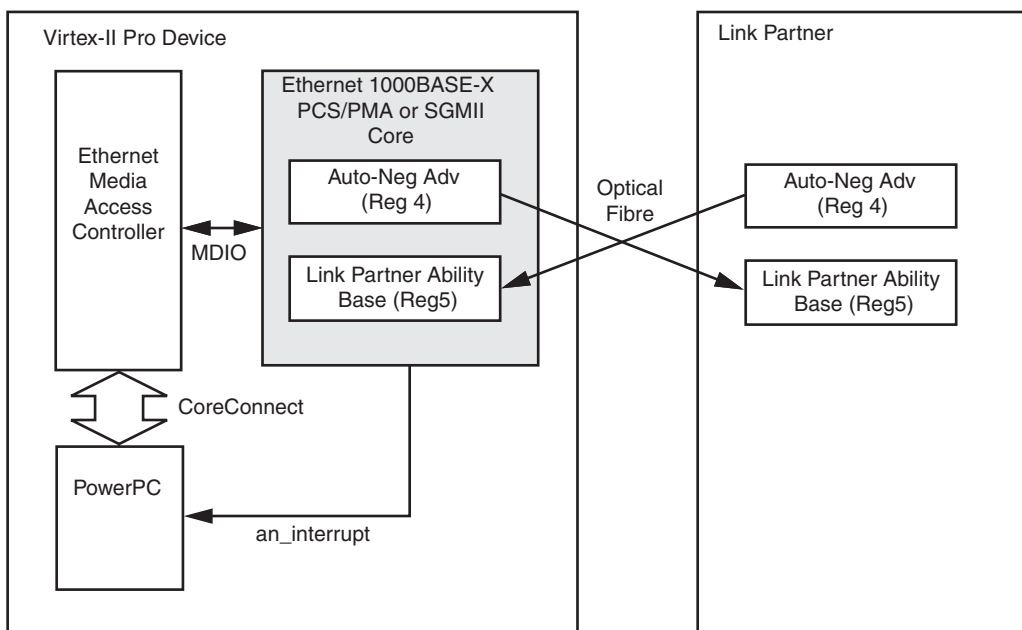 Virtex-II Pro Device
Link Partner
Ethernet 1000BASE-X
PCS/PMA or SGMII
Core
Ethernet
Media
Access
Controller
MDIO
Auto-Neg Adv
(Reg 4)
Link Partner Ability
Base (Reg5)
Optical
Fibre
Auto-Neg Adv
(Reg 4)
Link Partner Ability
Base (Reg5)
CoreConnect
PowerPC
an_interrupt